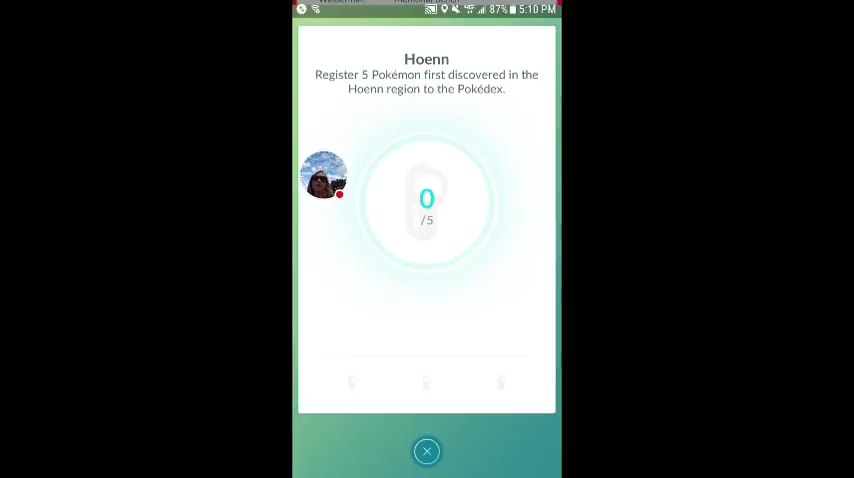 87% 5:10 PM
Hoenn
Register 5 Pokémon first discovered in the
Hoenn region to the Pokédex.
0
/5